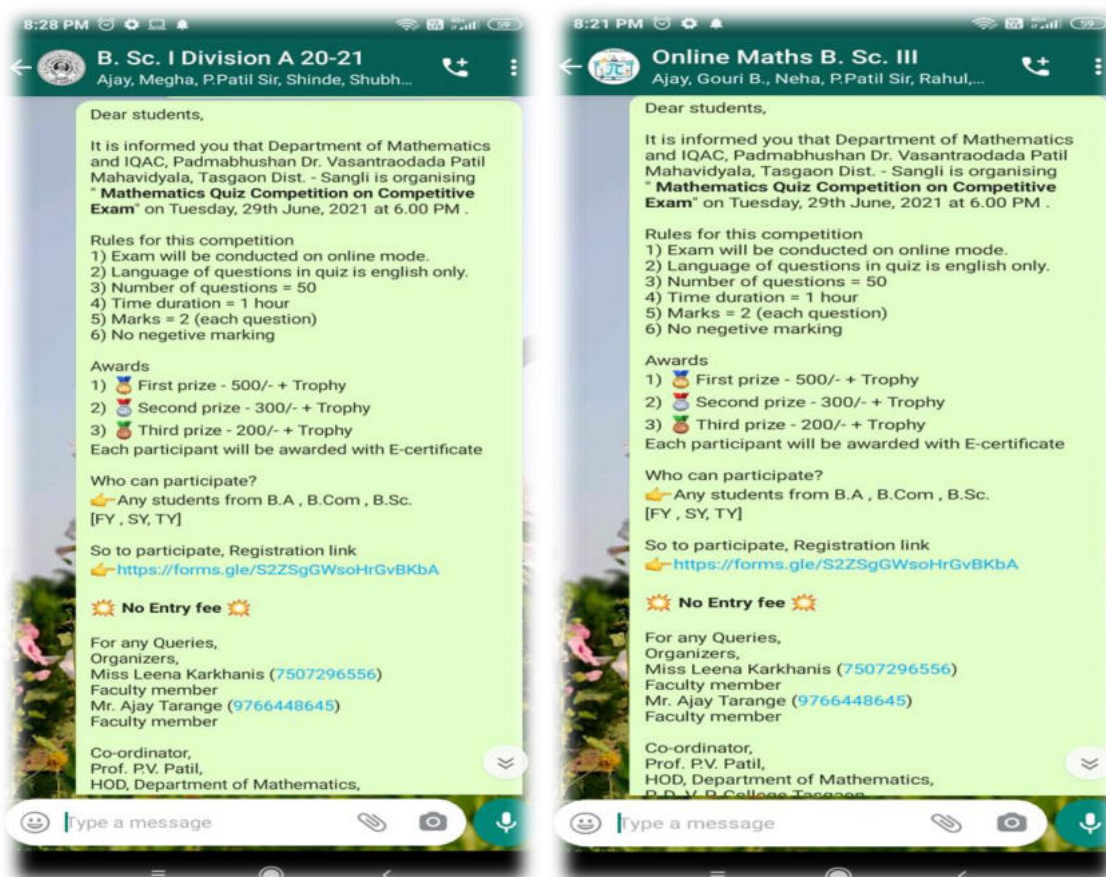 8:28 PM
59
B. Sc. I Division A 20-21
Ajay, Megha, P.Patil Sir, Shinde, Shubh...
Dear students,
It is informed you that Department of Mathematics
and IQAC, Padmabhushan Dr. Vasantraodada Patil
Mahavidyala, Tasgaon Dist. - Sangli is organising
" Mathematics Quiz Competition on Competitive
Exam" on Tuesday, 29th June, 2021 at 6.00 PM .
Rules for this competition
1) Exam will be conducted on online mode.
2) Language of questions in quiz is english only.
3) Number of questions = 50
4) Time duration = 1 hour
5) Marks = 2 (each question)
6) No negetive marking
Awards
1) 🥇 First prize - 500/- + Trophy
2) 🥈 Second prize - 300/- + Trophy
3) 🥉 Third prize - 200/- + Trophy
Each participant will be awarded with E-certificate
Who can participate?
👉Any students from B.A , B.Com , B.Sc.
[FY , SY, TY]
So to participate, Registration link
👉https://forms.gle/S2ZSgGWsoHrGvBKbA
💥 No Entry fee 💥
For any Queries,
Organizers,
Miss Leena Karkhanis (7507296556)
Faculty member
Mr. Ajay Tarange (9766448645)
Faculty member
Co-ordinator,
Prof. P.V. Patil,
HOD, Department of Mathematics,
Type a message
8:21 PM
59
Online Maths B. Sc. III
Ajay, Gouri B., Neha, P.Patil Sir, Rahul,...
Dear students,
It is informed you that Department of Mathematics
and IQAC, Padmabhushan Dr. Vasantraodada Patil
Mahavidyala, Tasgaon Dist. - Sangli is organising
" Mathematics Quiz Competition on Competitive
Exam" on Tuesday, 29th June, 2021 at 6.00 PM .
Rules for this competition
1) Exam will be conducted on online mode.
2) Language of questions in quiz is english only.
3) Number of questions = 50
4) Time duration = 1 hour
5) Marks = 2 (each question)
6) No negetive marking
Awards
1) 🥇 First prize - 500/- + Trophy
2) 🥈 Second prize - 300/- + Trophy
3) 🥉 Third prize - 200/- + Trophy
Each participant will be awarded with E-certificate
Who can participate?
👉Any students from B.A , B.Com , B.Sc.
[FY , SY, TY]
So to participate, Registration link
👉https://forms.gle/S2ZSgGWsoHrGvBKbA
💥 No Entry fee 💥
For any Queries,
Organizers,
Miss Leena Karkhanis (7507296556)
Faculty member
Mr. Ajay Tarange (9766448645)
Faculty member
Co-ordinator,
Prof. P.V. Patil,
HOD, Department of Mathematics,
P. D. V. P. College Tasgaon
Type a message